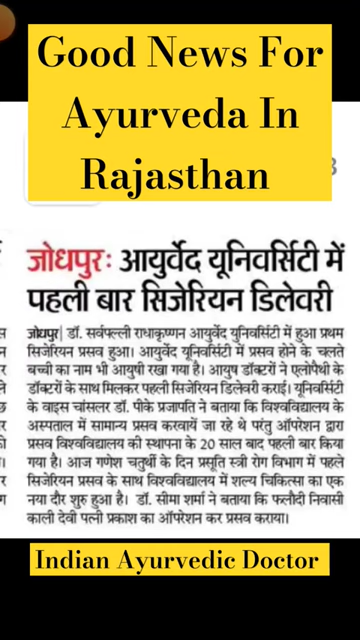 Good News For
Ayurveda In
Rajasthan
जोधपुर: आयुर्वेद यूनिवर्सिटी में
पहली बार सिजेरियन डिलेवरी
जोधपुर| डॉ. सर्वपल्ली राधाकृष्णन आयुर्वेद युनिवर्सिटी में हुआ प्रथम
सिजेरियन प्रसव हुआ। आयुर्वेद यूनिवर्सिटी में प्रसव होने के चलते
बच्ची का नाम भी आयुषी रखा गया है। आयुष डॉक्टरों ने एलोपैथी के
डॉक्टरों के साथ मिलकर पहली सिजेरियन डिलेवरी कराई। यूनिवर्सिटी
के वाइस चांसलर डॉ. पीके प्रजापति ने बताया कि विश्वविद्यालय के
अस्पताल में सामान्य प्रसव करवायें जा रहे थे परंतु ऑपरेशन द्वारा
प्रसव विश्वविद्यालय की स्थापना के 20 साल बाद पहली बार किया
गया है। आज गणेश चतुर्थी के दिन प्रसूति स्त्री रोग विभाग में पहले
सिजेरियन प्रसव के साथ विश्वविद्यालय में शल्य चिकित्सा का एक
नया दौर शुरु हुआ है। डॉ. सीमा शर्मा ने बताया कि फलौदी निवासी
काली देवी पत्नी प्रकाश का ऑपरेशन कर प्रसव कराया।
Indian Ayurvedic Doctor